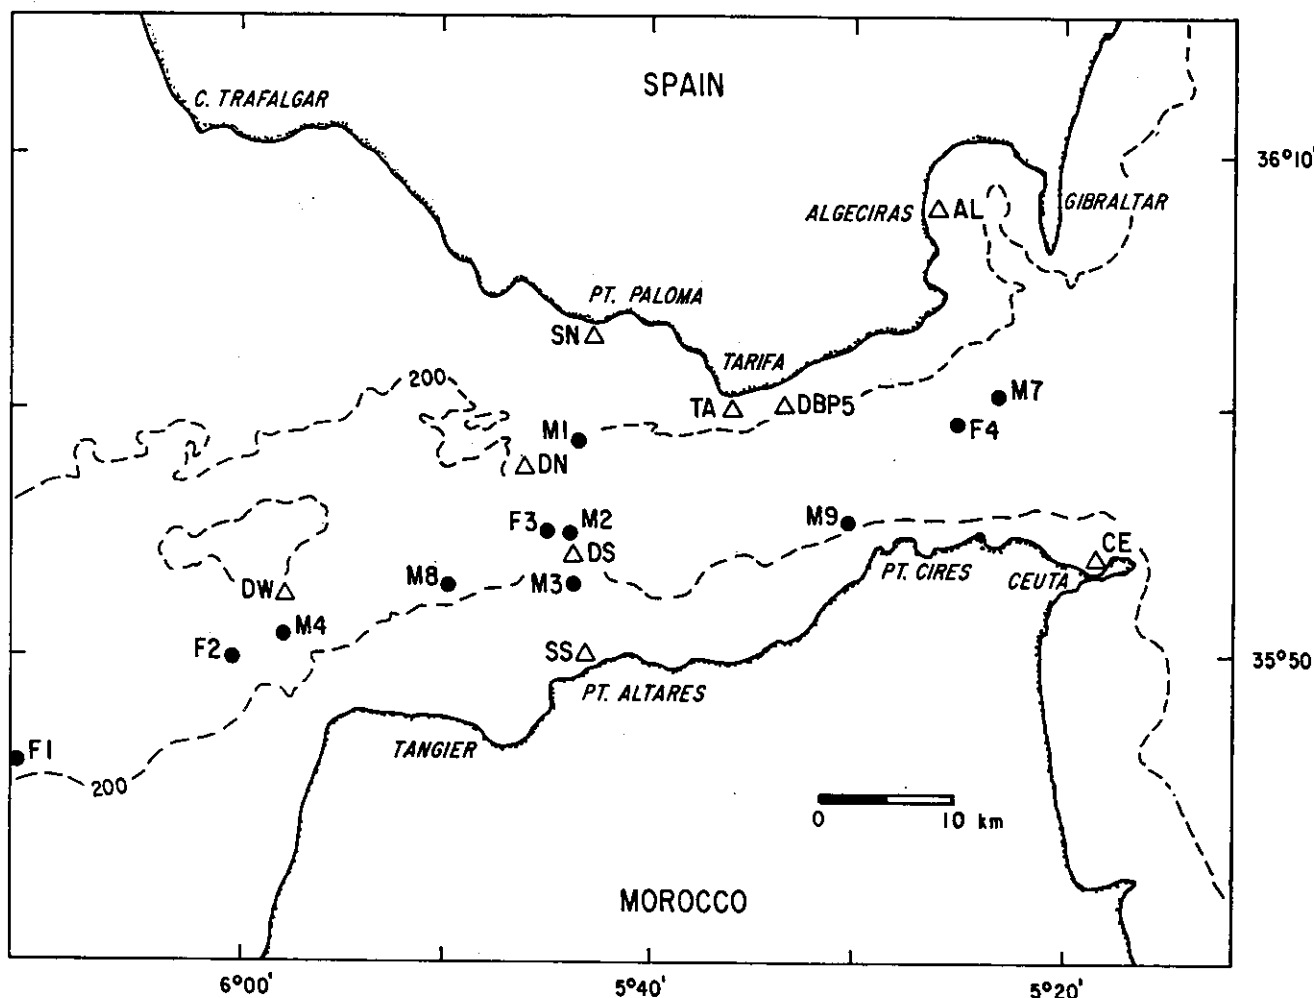 SPAIN
C. TRAFALGAR
36°10'
ALGECIRAS
AL
GIBRALTAR
PT. PALOMA
SN
TARIFA
200
TA
DBP5
M7
M1
F4
DN
F3
M2
M9
DS
CE
PT. CIRES
CEUTA
M8
M3
DW
M4
F2
SS
35°50'
PT. ALTARES
TANGIER
F1
200
0
10 km
MOROCCO
6°00'
5°40'
5°20'